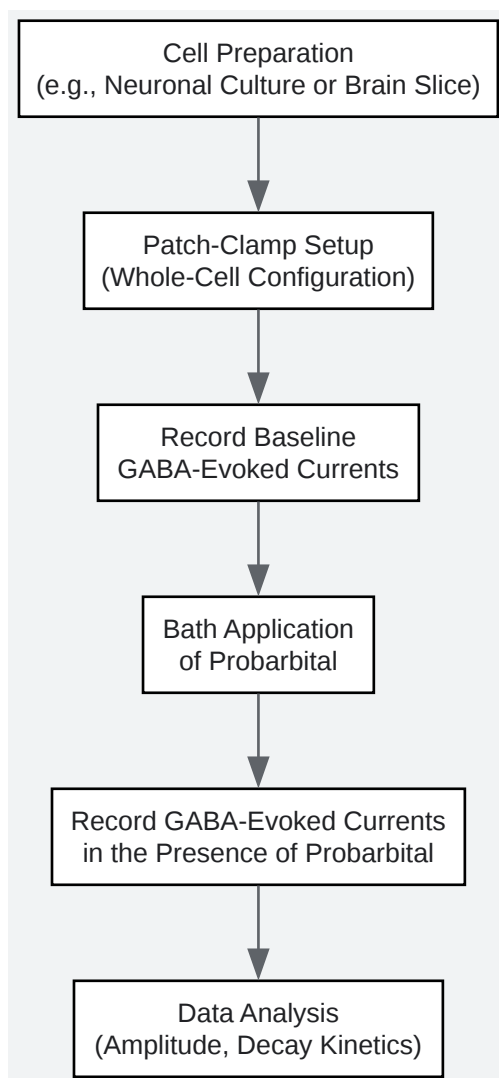 Cell Preparation
(e.g., Neuronal Culture or Brain Slice)
Patch-Clamp Setup
(Whole-Cell Configuration)
Record Baseline
GABA-Evoked Currents
Bath Application
of Probarbital
Record GABA-Evoked Currents
in the Presence of Probarbital
Data Analysis
(Amplitude, Decay Kinetics)